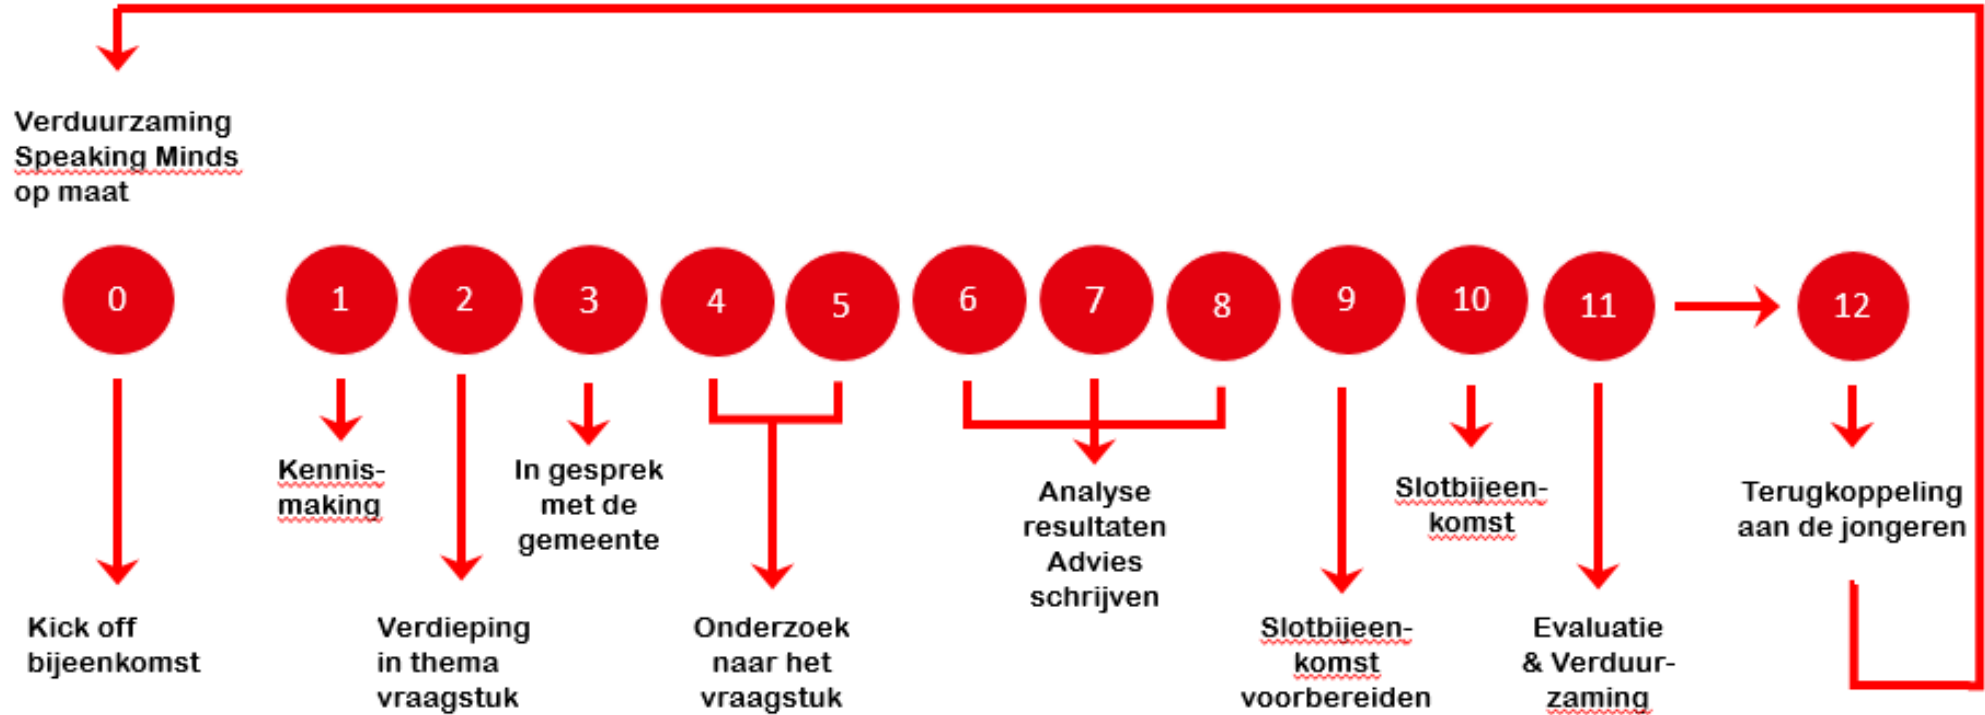 Verduurzaming
Speaking Minds
op maat
0
1
2
3
4
5
6
7
8
9
10
11
12
Kick off
bijeenkomst
Kennis-
making
Verdieping
in thema
vraagstuk
In gesprek
met de
gemeente
Onderzoek
naar het
vraagstuk
Analyse
resultaten
Advies
schrijven
Slotbijeen-
komst
voorbereiden
Slotbijeen-
komst
Evaluatie
& Verduur-
zaming
Terugkoppeling
aan de jongeren